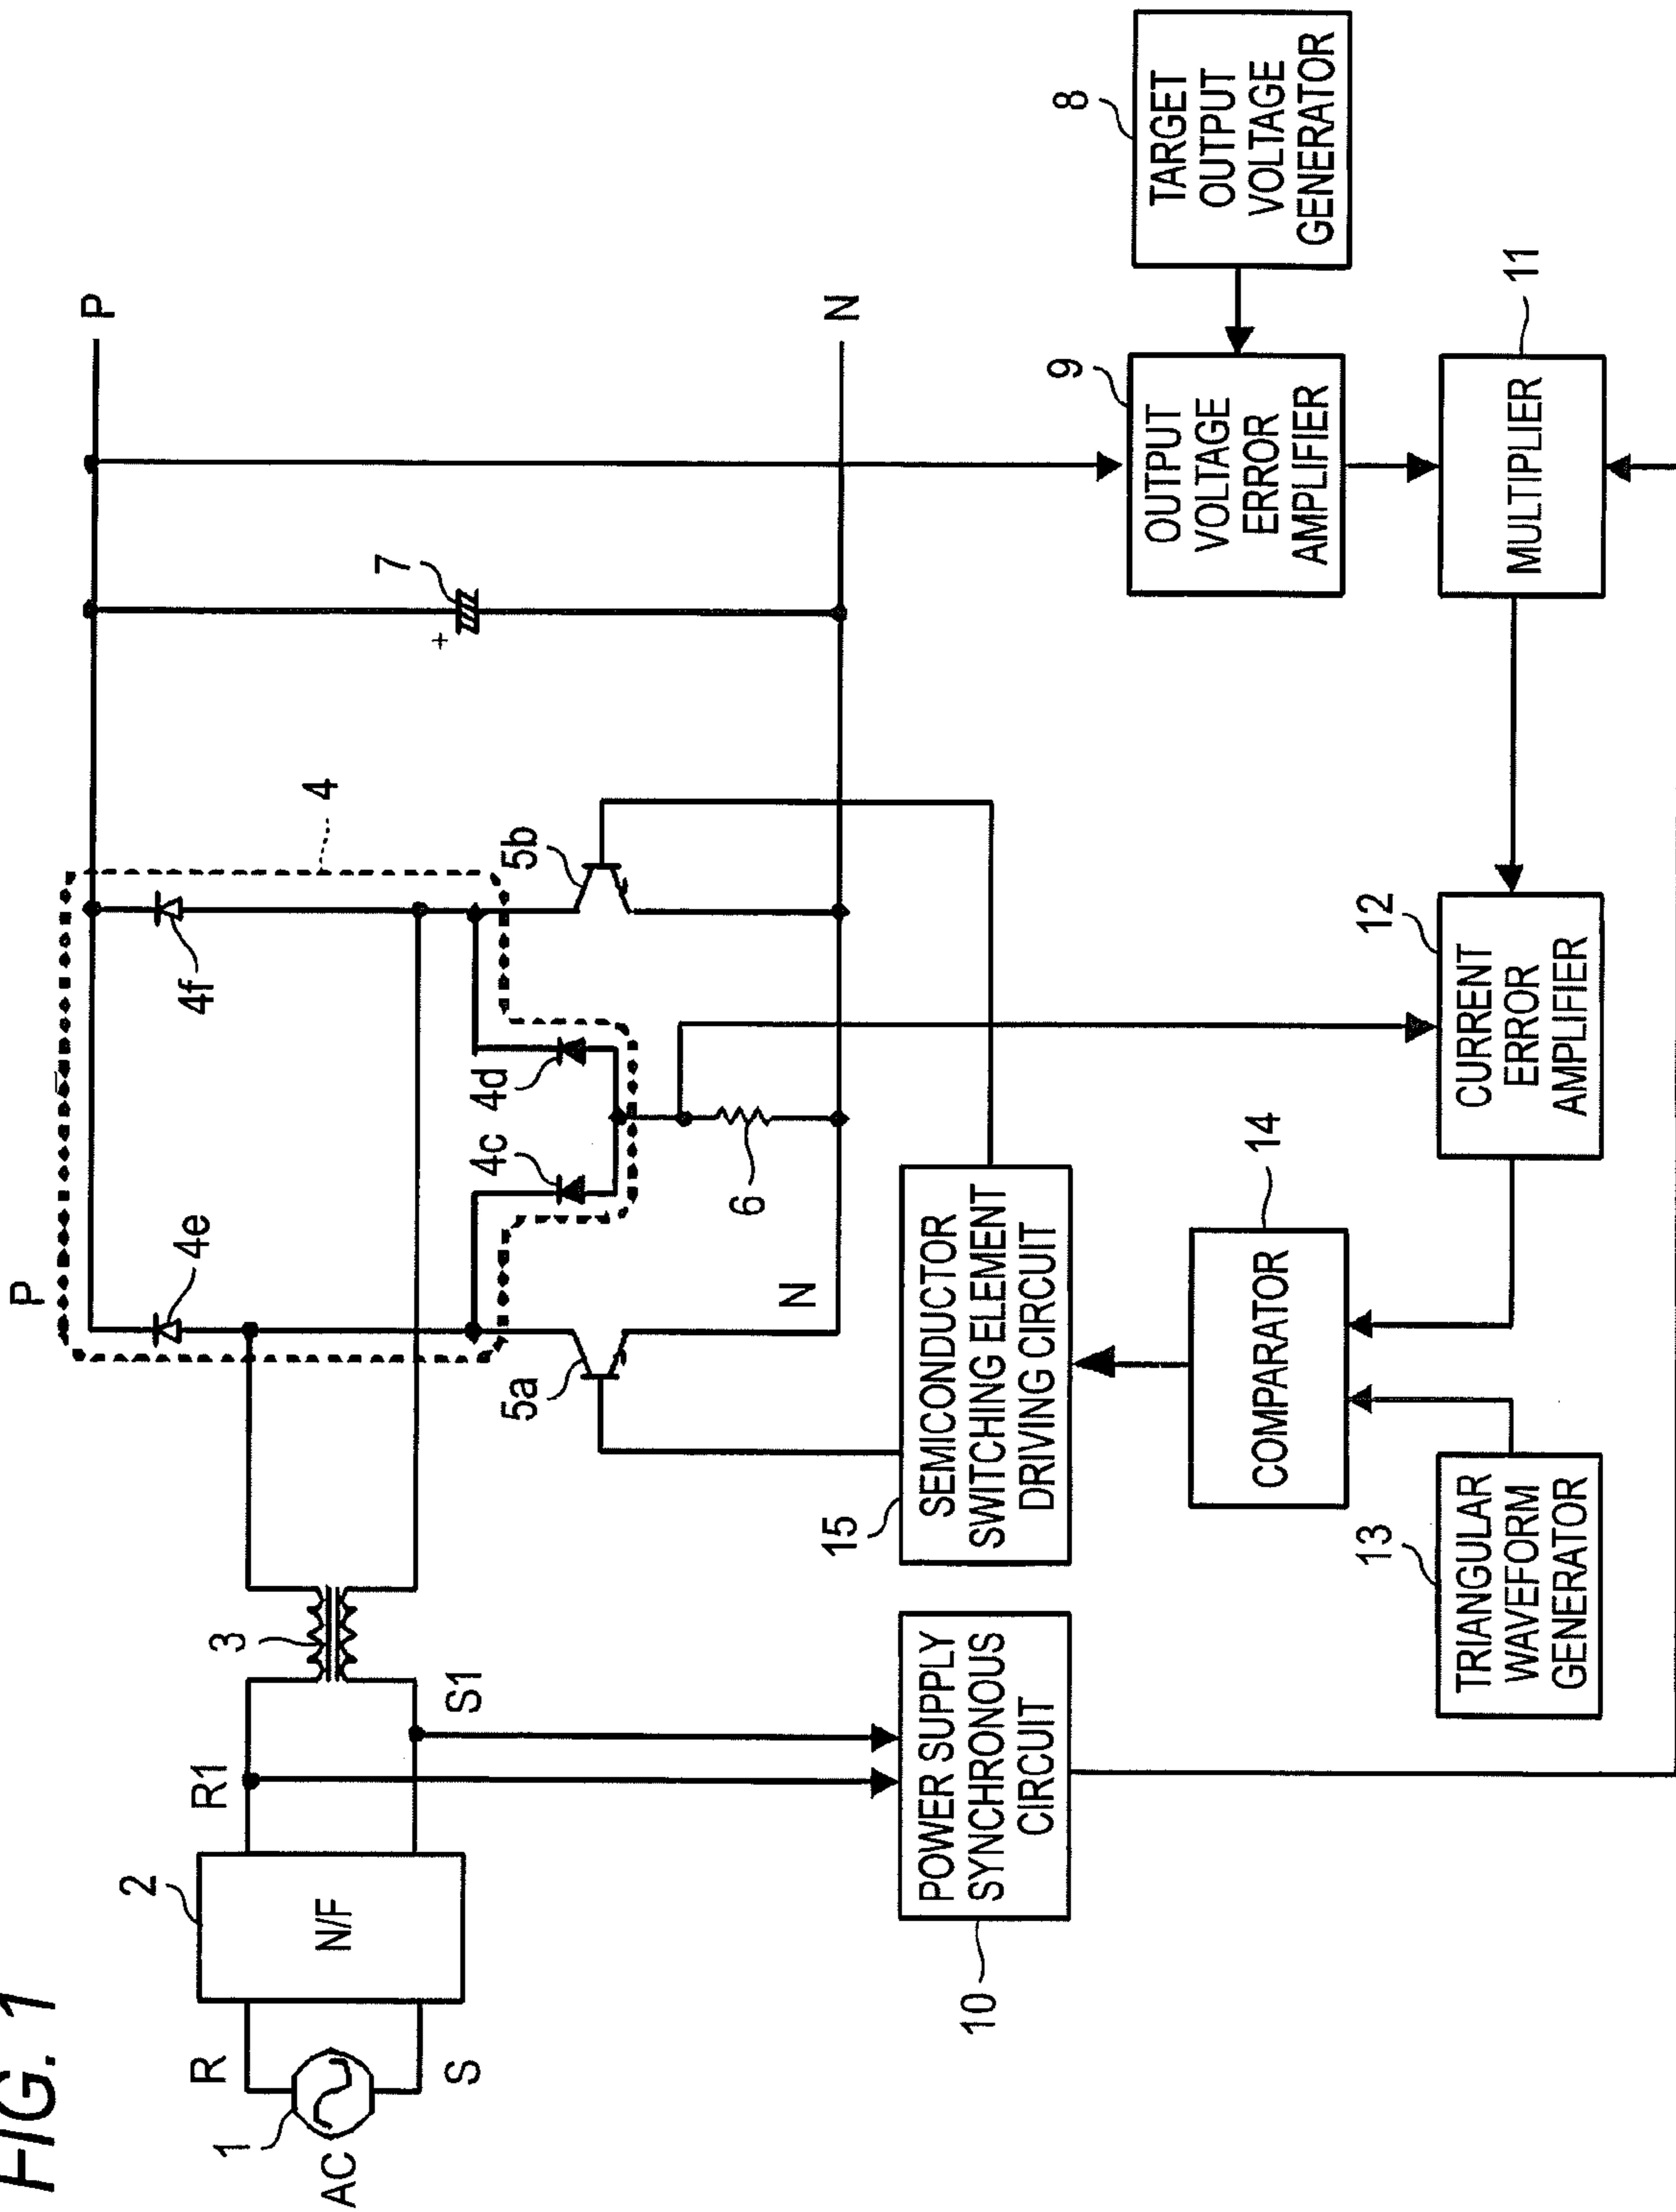 FIG. 1
P
P
4
4e
4f
R
R1
2
3
N/F
1
AC
S
S1
4c
4d
5a
5b
6
7
+
N
N
8
TARGET
OUTPUT
VOLTAGE
GENERATOR
9
OUTPUT
VOLTAGE
ERROR
AMPLIFIER
10
POWER SUPPLY
SYNCHRONOUS
CIRCUIT
15
SEMICONDUCTOR
SWITCHING ELEMENT
DRIVING CIRCUIT
14
COMPARATOR
13
TRIANGULAR
WAVEFORM
GENERATOR
12
CURRENT
ERROR
AMPLIFIER
11
MULTIPLIER